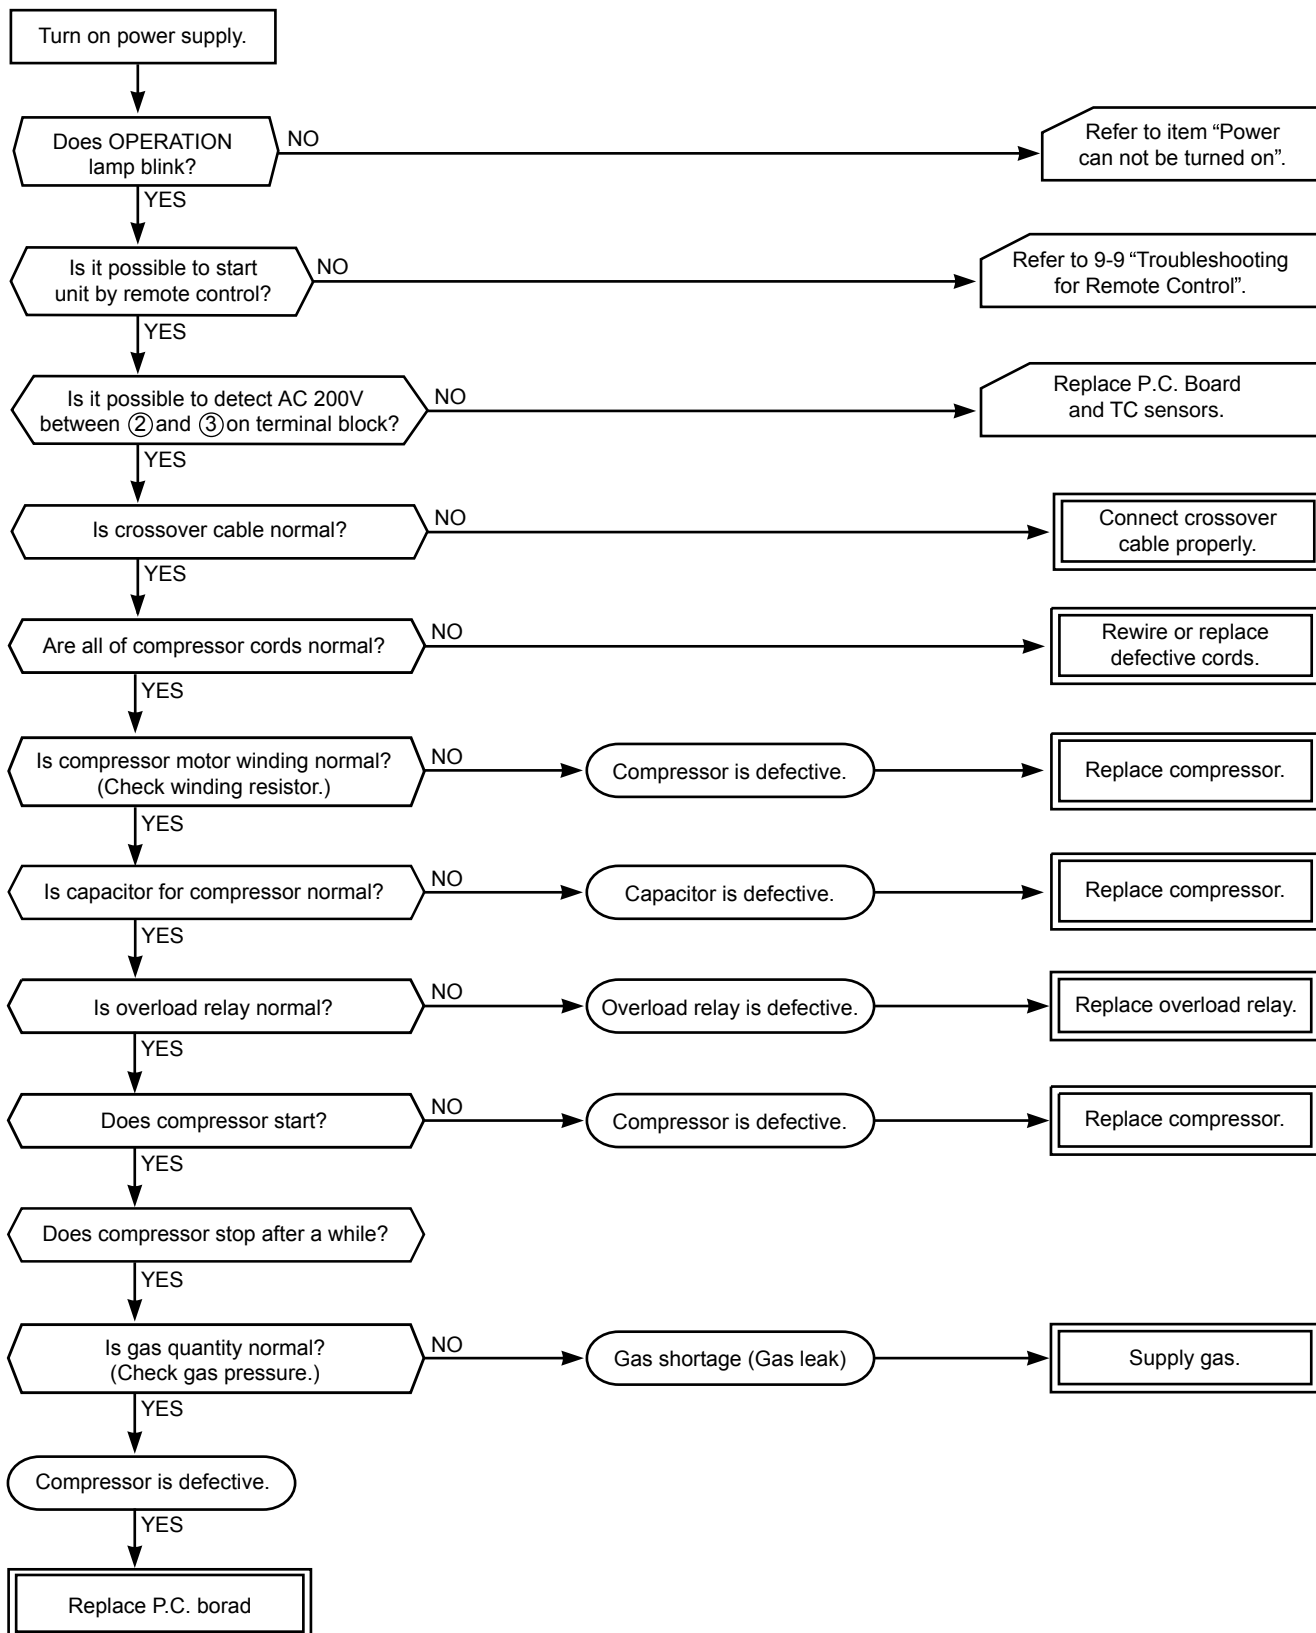 Turn on power supply.
Does OPERATION
lamp blink?
NO
Refer to item “Power
can not be turned on”.
YES
Is it possible to start
unit by remote control?
NO
Refer to 9-9 “Troubleshooting
for Remote Control”.
YES
Is it possible to detect AC 200V
between ② and ③ on terminal block?
NO
Replace P.C. Board
and TC sensors.
YES
Is crossover cable normal?
NO
Connect crossover
cable properly.
YES
Are all of compressor cords normal?
NO
Rewire or replace
defective cords.
YES
Is compressor motor winding normal?
(Check winding resistor.)
NO
Compressor is defective.
Replace compressor.
YES
Is capacitor for compressor normal?
NO
Capacitor is defective.
Replace compressor.
YES
Is overload relay normal?
NO
Overload relay is defective.
Replace overload relay.
YES
Does compressor start?
NO
Compressor is defective.
Replace compressor.
YES
Does compressor stop after a while?
YES
Is gas quantity normal?
(Check gas pressure.)
NO
Gas shortage (Gas leak)
Supply gas.
YES
Compressor is defective.
YES
Replace P.C. borad